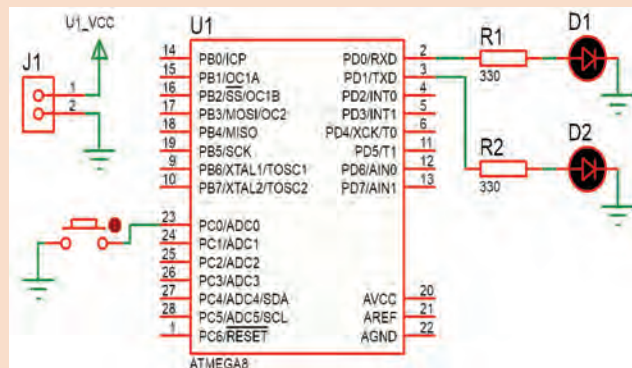 U1_VCC
J1
1
2
U1
14 PB0/ICP
15 PB1/OC1A
16 PB2/SS/OC1B
17 PB3/MOSI/OC2
18 PB4/MISO
19 PB5/SCK
9 PB6/XTAL1/TOSC1
10 PB7/XTAL2/TOSC2
23 PC0/ADC0
24 PC1/ADC1
25 PC2/ADC2
26 PC3/ADC3
27 PC4/ADC4/SDA
28 PC5/ADC5/SCL
1 PC6/RESET
PD0/RXD 2
PD1/TXD 3
PD2/INT0 4
PD3/INT1 5
PD4/XCK/T0 6
PD5/T1 11
PD6/AIN0 12
PD7/AIN1 13
AVCC 20
AREF 21
AGND 22
ATMEGA8
R1
330
D1
R2
330
D2